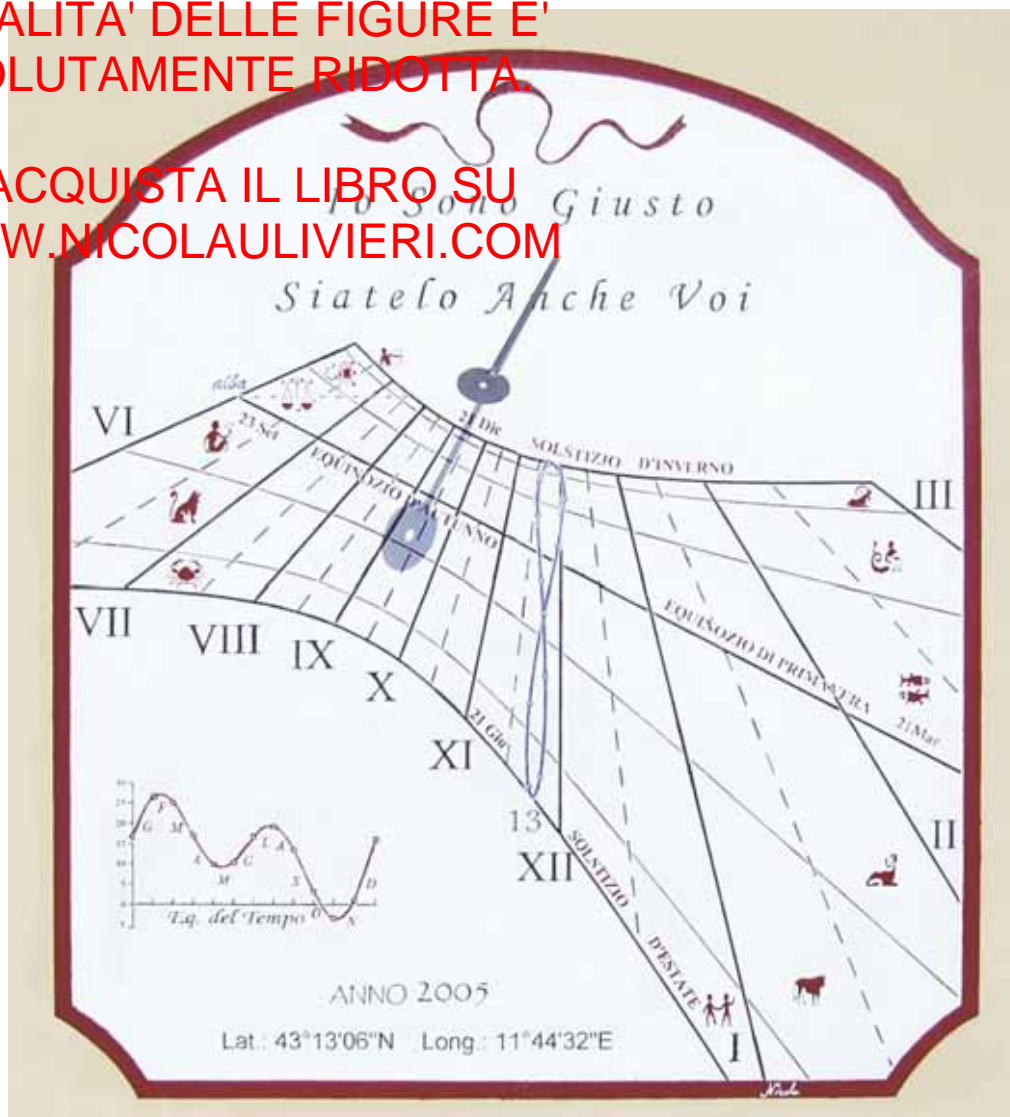 ALITA' DELLE FIGURE E'
OLUTAMENTE RIDOTTA.
ACQUISTA IL LIBRO SU
W.NICOLAULIVIERI.COM
Io Sono Giusto
Siatelo Anche Voi
alba
VI
23 Set
21 Dic
SOLSTIZIO D'INVERNO
III
EQUINOZIO D'AUTUNNO
EQUINOZIO DI PRIMAVERA
21 Mar
VII
VIII
IX
X
XI
21 Giu
13
XII
SOLSTIZIO D'ESTATE
I
II
G F M A M G L A S O N D
Eq. del Tempo
ANNO 2005
Lat.: 43°13'06"N Long.: 11°44'32"E